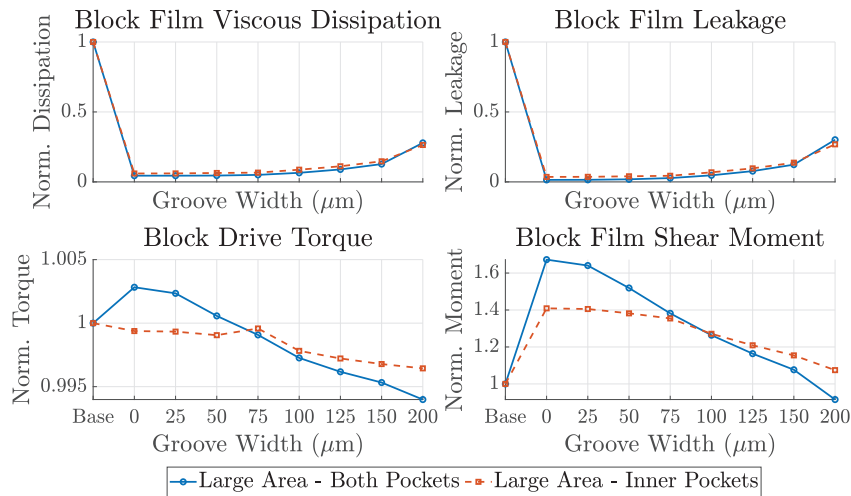 Block Film Viscous Dissipation
Norm. Dissipation
1
0.5
0
Groove Width (μm)
Block Film Leakage
Norm. Leakage
1
0.5
0
Groove Width (μm)
Block Drive Torque
Norm. Torque
1.005
1
0.995
Base 0 25 50 75 100 125 150 200
Groove Width (μm)
Block Film Shear Moment
Norm. Moment
1.6
1.4
1.2
1
Base 0 25 50 75 100 125 150 200
Groove Width (μm)
Large Area - Both Pockets Large Area - Inner Pockets